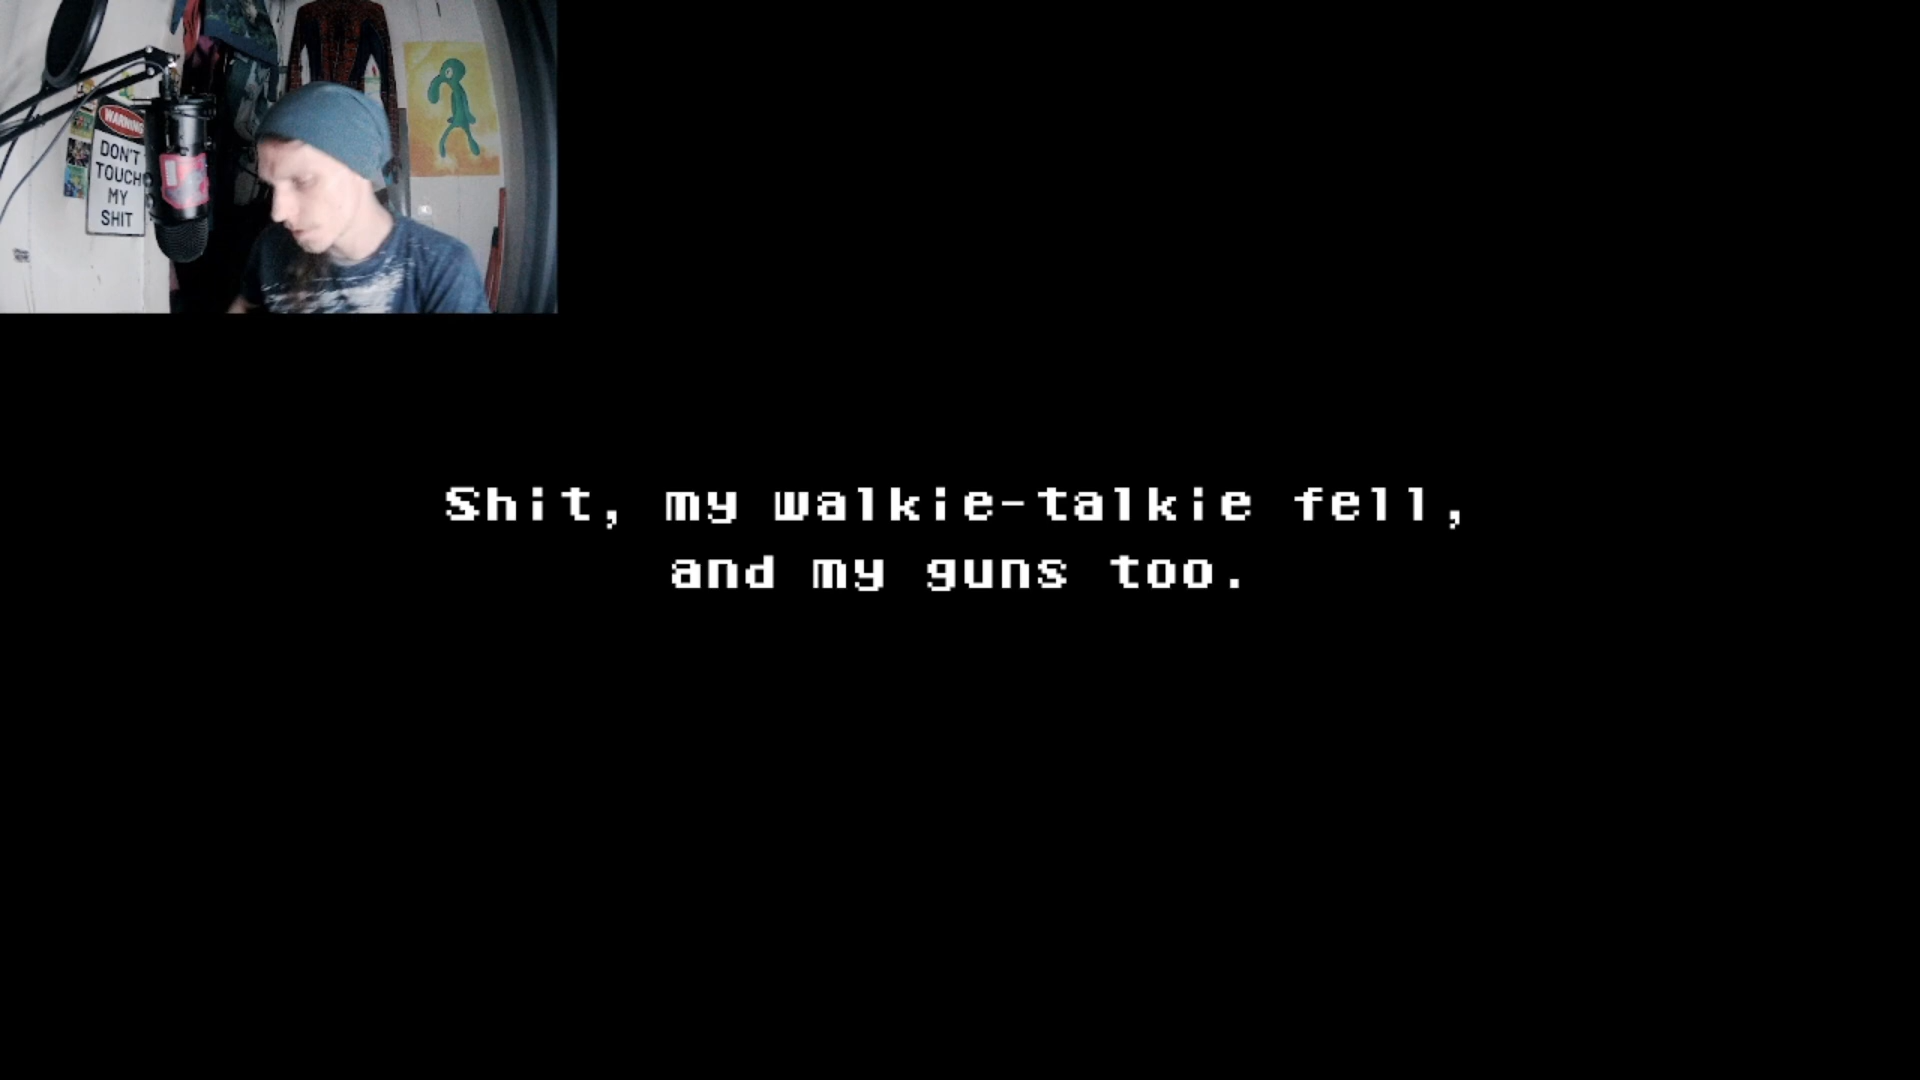 WARNING
DON'T
TOUCH
MY
SHIT
Shit, my walkie-talkie fell,
and my guns too.